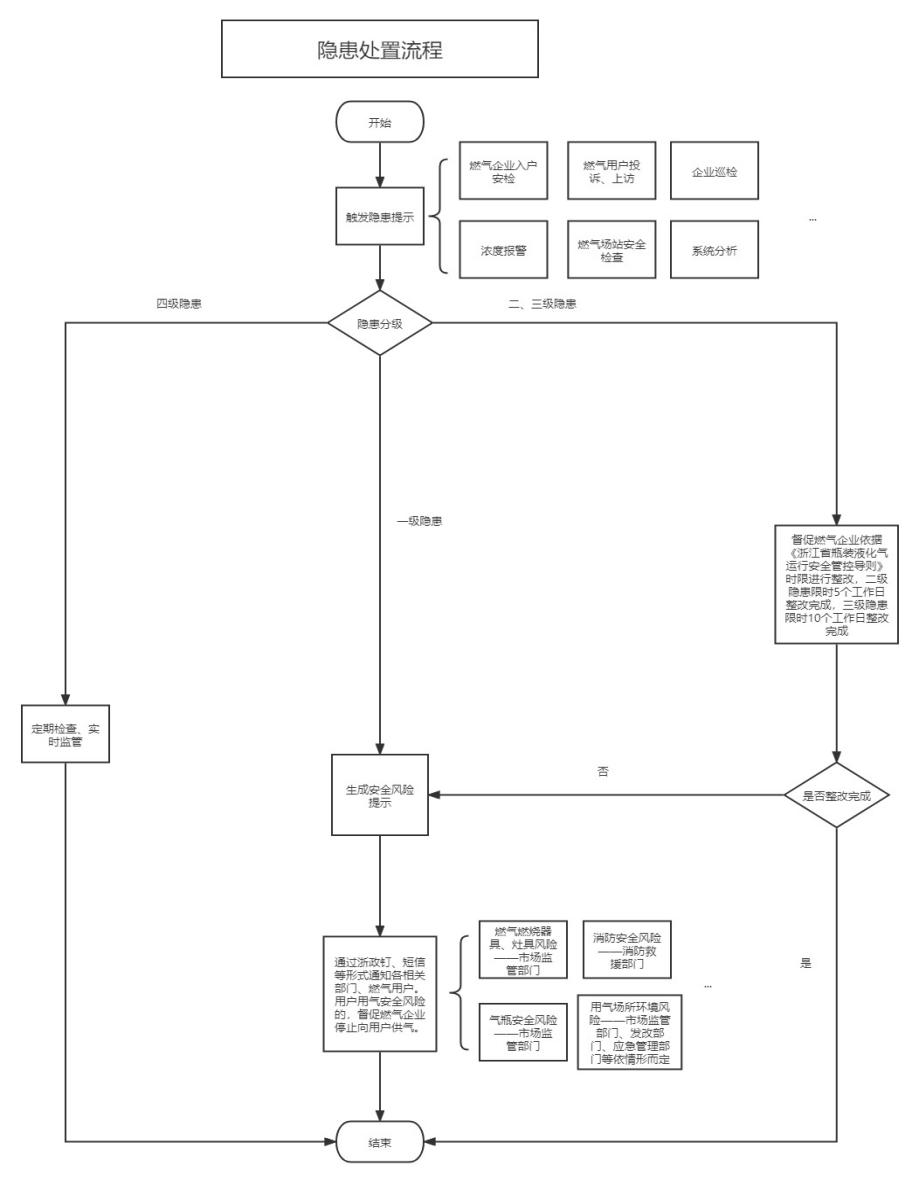 隐患处置流程
开始
触发隐患提示
燃气企业入户
安检
燃气用户投
诉、上访
企业巡检
浓度报警
燃气场站安全
检查
系统分析
...
隐患分级
四级隐患
二、三级隐患
一级隐患
督促燃气企业依据
《浙江首瓶装液化气
运行安全管控导则》
时限进行整改，二级
隐患限时5个工作日
整改完成，三级隐患
限时10个工作日整改
完成
定期检查、实
时监管
生成安全风险
提示
否
是否整改完成
通过浙政钉、短信
等形式通知各相关
部门、燃气用户。
用户用气安全风险
的，督促燃气企业
停止向用户供气。
燃气燃烧器
具、灶具风险
——市场监
管部门
消防安全风险
——消防救
援部门
气瓶安全风险
——市场监
管部门
用气场所环境风
险——市场监管
部门、发改部
门、应急管理部
门等依情形而定
...
是
结束